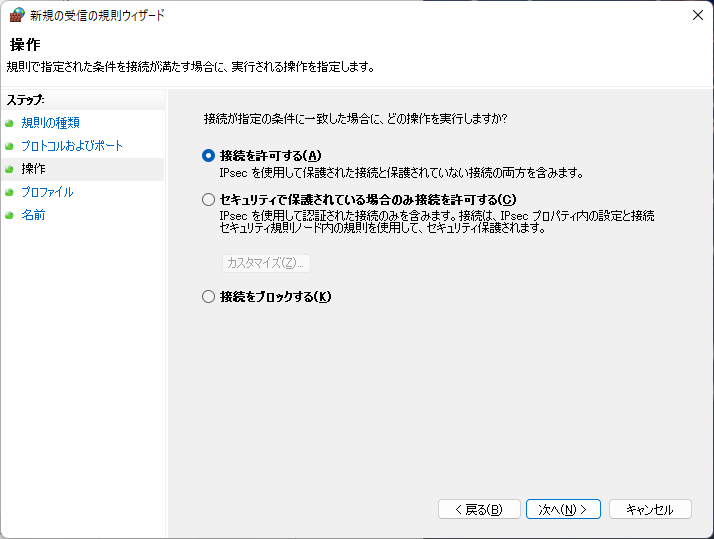 新規の受信の規則ウィザード
操作
規則で指定された条件を接続が満たす場合に、実行される操作を指定します。
ステップ:
規則の種類
プロトコルおよびポート
操作
プロファイル
名前
接続が指定の条件に一致した場合に、どの操作を実行しますか?
接続を許可する(A)
IPsec を使用して保護された接続と保護されていない接続の両方を含みます。
セキュリティで保護されている場合のみ接続を許可する(C)
IPsec を使用して認証された接続のみを含みます。接続は、IPsec プロパティ内の設定と接続
セキュリティ規則ノード内の規則を使用して、セキュリティ保護されます。
カスタマイズ(Z)...
接続をブロックする(K)
< 戻る(B)
次へ(N) >
キャンセル